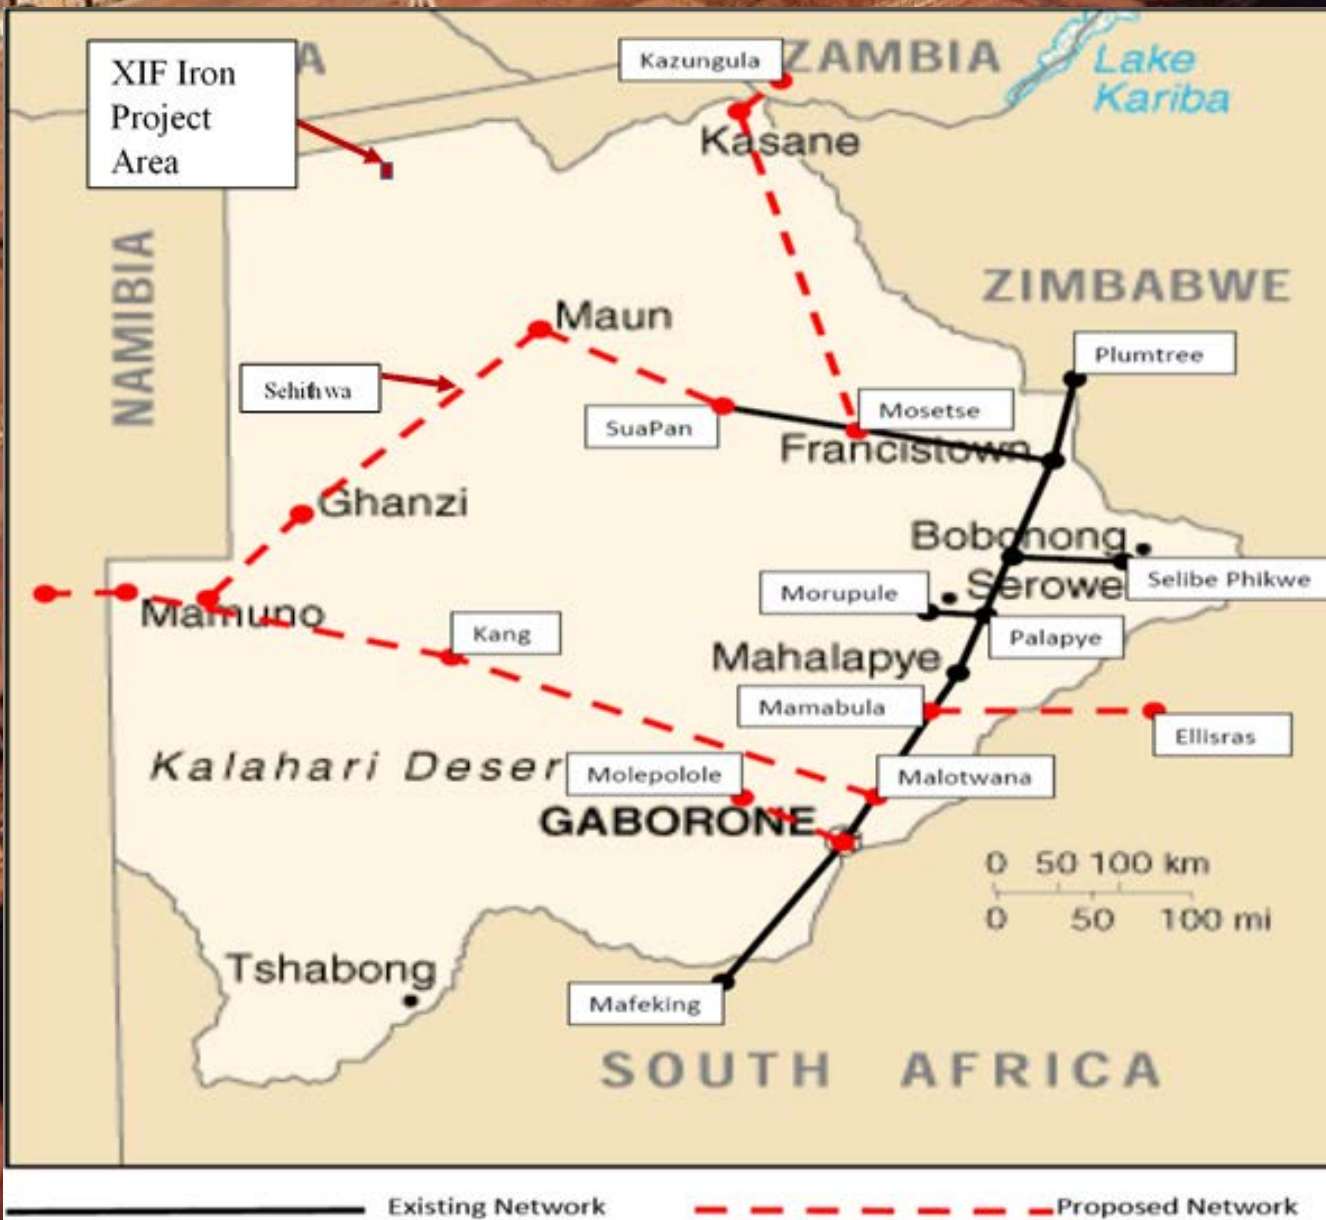 XIF Iron
Project
Area
A
Kazungula
ZAMBIA
Lake
Kariba
Kasane
NAMIBIA
ZIMBABWE
Maun
Plumtree
Sehithwa
SuaPan
Mosetse
Francistown
Ghanzi
Bobonong
Selibe Phikwe
Morupule
Serowe
Mamuno
Kang
Palapye
Mahalapye
Mamabula
Ellisras
Kalahari Deser
Molepolole
Malotwana
GABORONE
0 50 100 km
0 50 100 mi
Tshabong
Mafeking
SOUTH AFRICA
Existing Network
Proposed Network